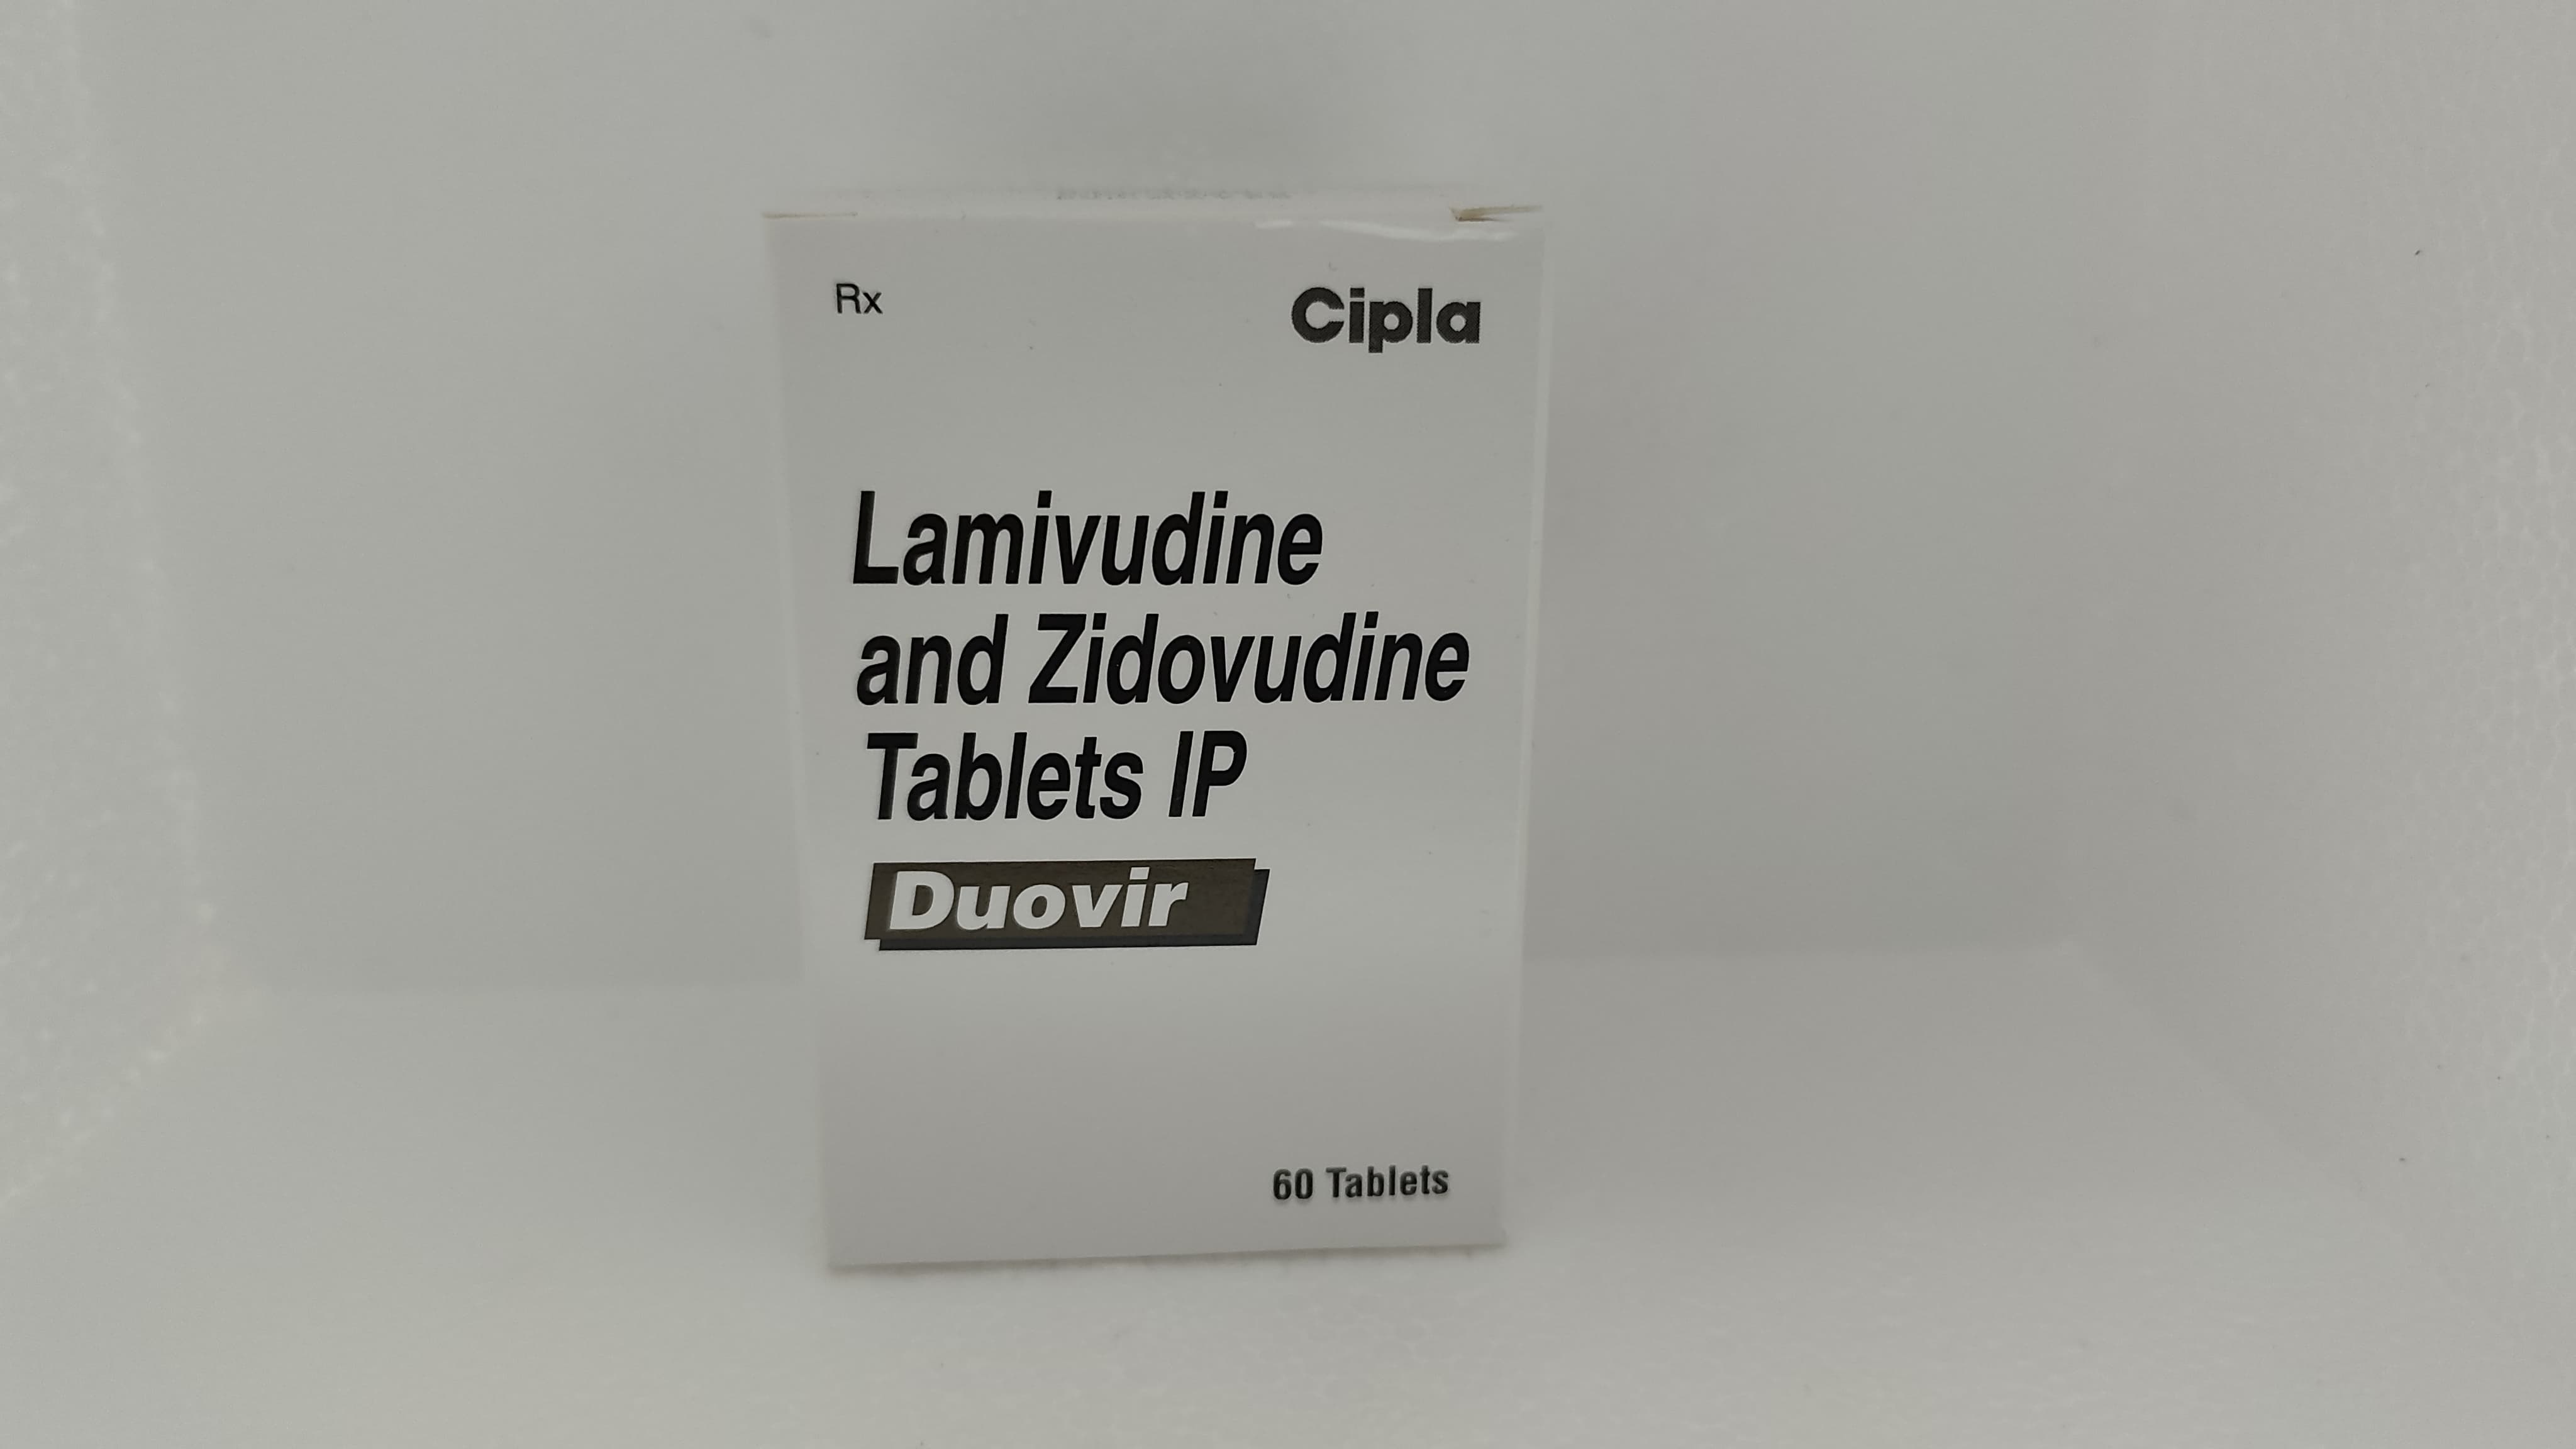 Rx
Cipla
Lamivudine
and Zidovudine
Tablets IP
Duovir
60 Tablets